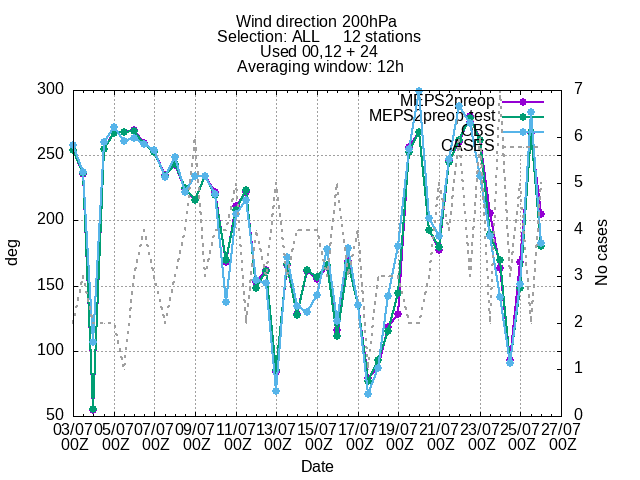 Wind direction 200hPa
Selection: ALL 12 stations
Used 00,12 + 24
Averaging window: 12h
MEPS2preop
MEPS2preop test
OBS
CASES
300
250
200
150
100
50
deg
7
6
5
4
3
2
1
0
No cases
03/07 05/07 07/07 09/07 11/07 13/07 15/07 17/07 19/07 21/07 23/07 25/07 27/07
00Z 00Z 00Z 00Z 00Z 00Z 00Z 00Z 00Z 00Z 00Z 00Z 00Z
Date